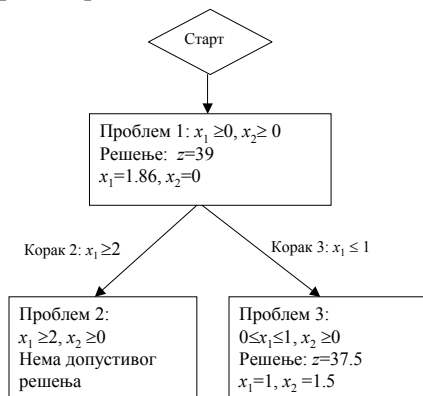 Старт
Проблем 1: x₁ ≥0, x₂≥ 0
Решење: z=39
x₁=1.86, x₂=0
Корак 2: x₁ ≥2
Корак 3: x₁ ≤ 1
Проблем 2:
x₁ ≥2, x₂ ≥0
Нема допустивог
решења
Проблем 3:
0≤x₁≤1, x₂ ≥0
Решење: z=37.5
x₁=1, x₂ =1.5